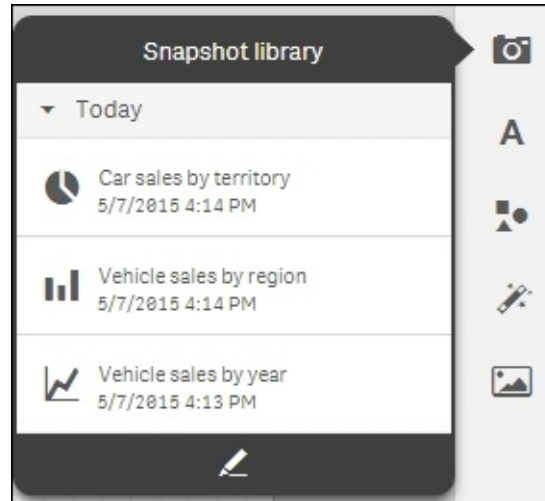 Snapshot library
Today
Car sales by territory
5/7/2015 4:14 PM
Vehicle sales by region
5/7/2015 4:14 PM
Vehicle sales by year
5/7/2015 4:13 PM
A